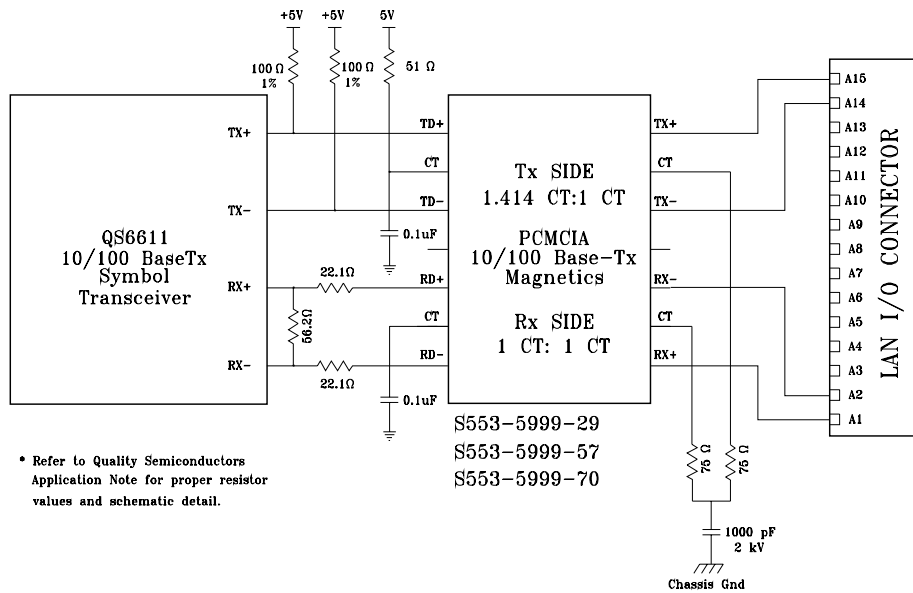 +5V
+5V
5V
100 Ω
1%
100 Ω
1%
51 Ω
TX+
TX-
RX+
RX-
QS6611
10/100 BaseTx
Symbol
Transceiver
22.1Ω
56.2Ω
22.1Ω
0.1uF
0.1uF
TD+
CT
TD-
RD+
CT
RD-
Tx SIDE
1.414 CT:1 CT
PCMCIA
10/100 Base-Tx
Magnetics
Rx SIDE
1 CT: 1 CT
TX+
CT
TX-
RX-
CT
RX+
S553-5999-29
S553-5999-57
S553-5999-70
A15
A14
A13
A12
A11
A10
A9
A8
A7
A6
A5
A4
A3
A2
A1
LAN I/O CONNECTOR
75 Ω
75 Ω
1000 pF
2 kV
Chassis Gnd
* Refer to Quality Semiconductors
Application Note for proper resistor
values and schematic detail.